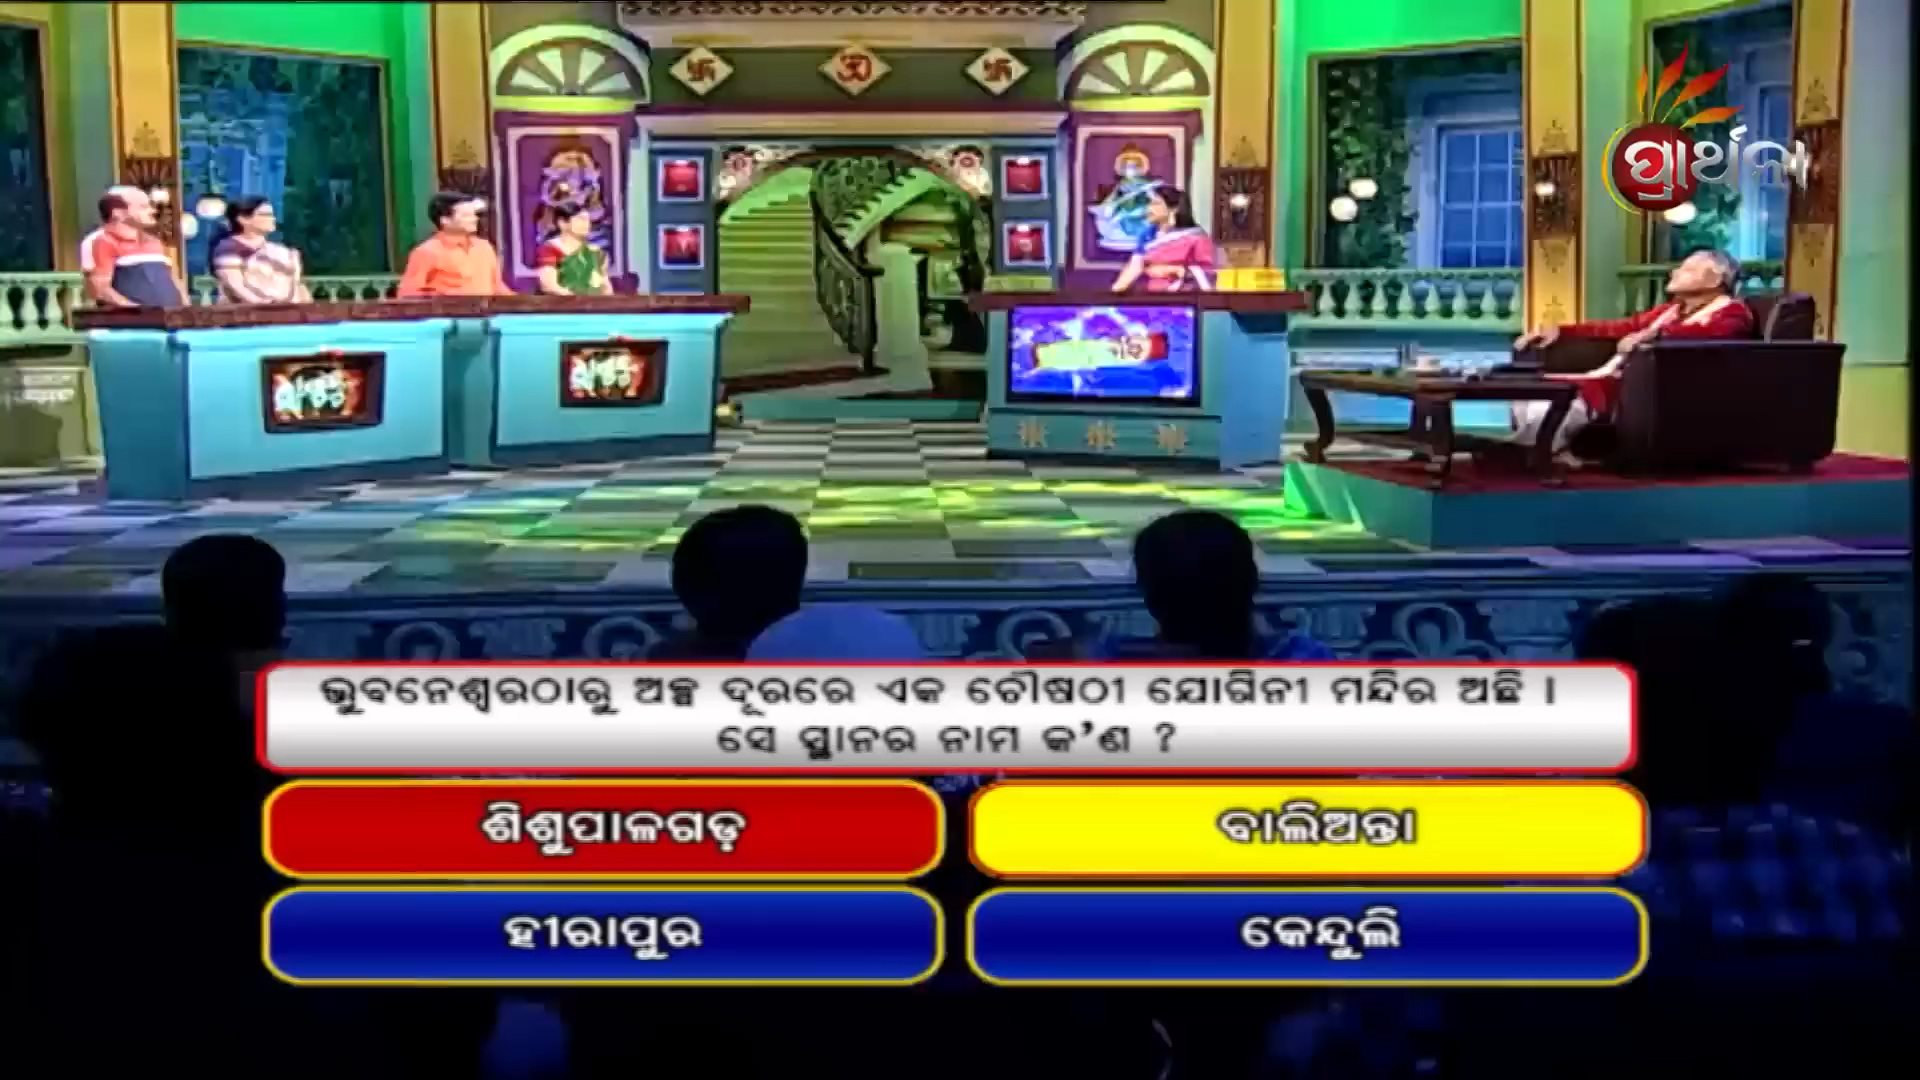 ପ୍ରାର୍ଥନା
ଭୁବନେଶ୍ୱରଠାରୁ ଅଳ୍ପ ଦୂରରେ ଏକ ଚୌଷଠୀ ଯୋଗିନୀ ମନ୍ଦିର ଅଛି ।
ସେ ସ୍ଥାନର ନାମ କ'ଣ ?
ଶିଶୁପାଳଗଡ଼
ବାଲିଅନ୍ତା
ହୀରାପୁର
କେନ୍ଦୁଲି